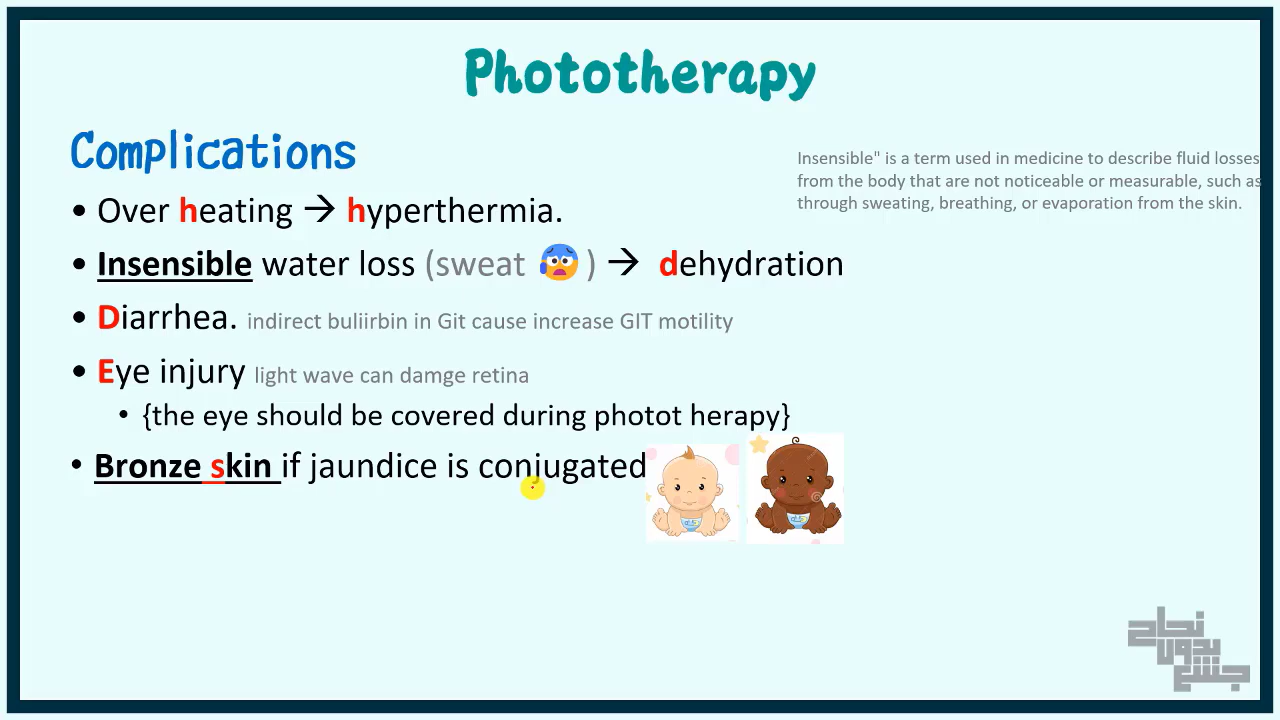 Phototherapy
Complications
Insensible" is a term used in medicine to describe fluid losses
from the body that are not noticeable or measurable, such as
through sweating, breathing, or evaporation from the skin.
• Over heating → hyperthermia.
• Insensible water loss (sweat 😰 ) → dehydration
• Diarrhea. indirect buliirbin in Git cause increase GIT motility
• Eye injury light wave can damge retina
• {the eye should be covered during photot herapy}
• Bronze skin if jaundice is conjugated
نجاح
بدون
جشع